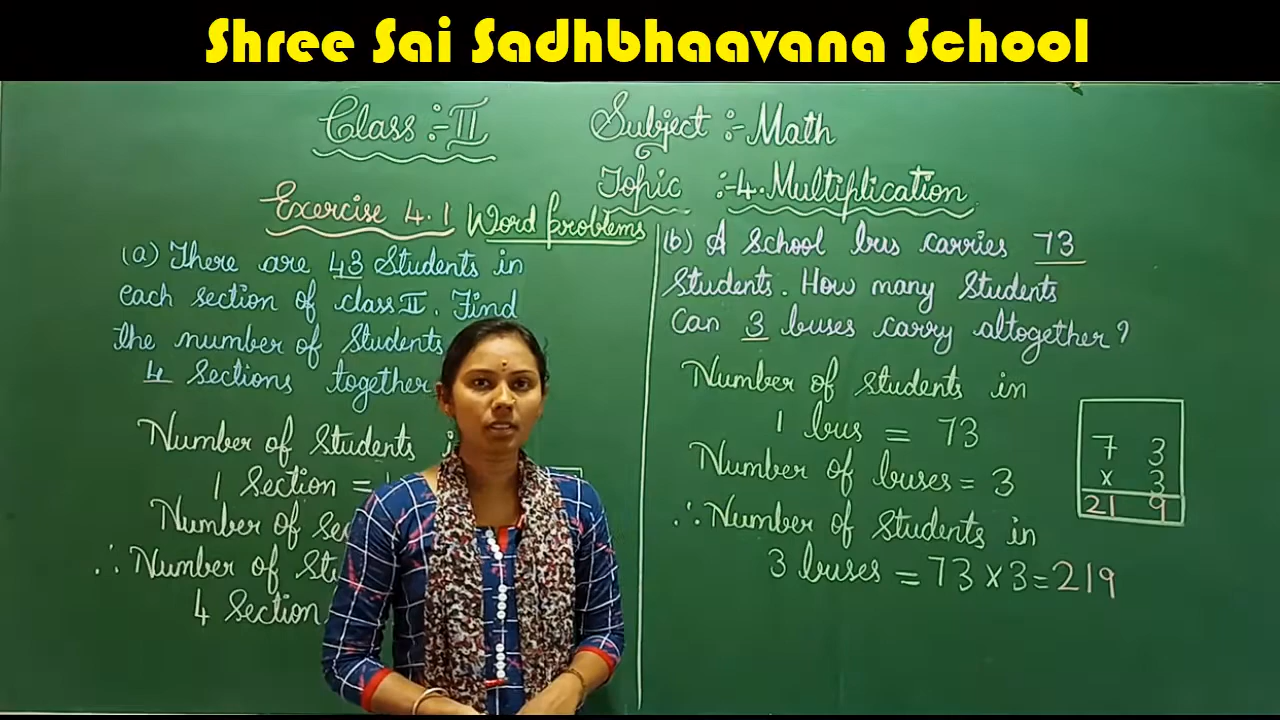 Shree Sai Sadhbhaavana School
Class :- II
Subject :- Math
Topic :- 4. Multiplication
Exercise 4.1 Word problems
(a) There are 43 Students in
each section of class II. Find
the number of Students
4 Sections together
Number of Students
1 Section =
Number of
∴ Number of
4 Section
(b) A School bus carries 73
Students. How many Students
Can 3 buses carry altogether?
Number of students in
1 bus = 73
Number of buses = 3
∴ Number of Students in
3 buses = 73 x 3 = 219
7 3
x 3
21 9